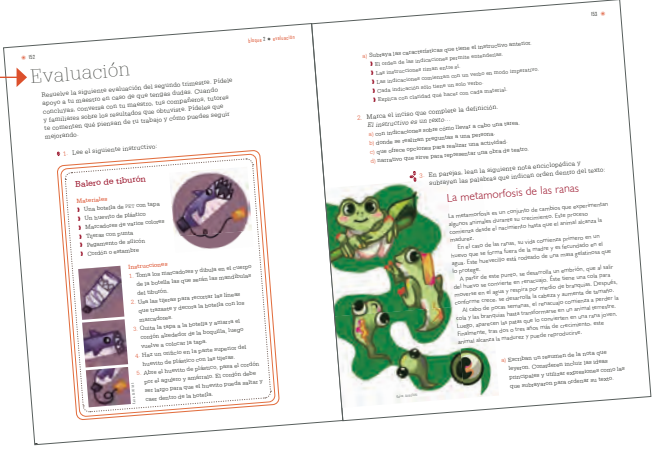 52
bloque 2 • evaluación
Evaluación
Resuelve la siguiente evaluación del segundo trimestre. Pídele
apoyo a tu maestro en caso de que tengas dudas. Cuando
concluyas, conversa con tu maestro, tus compañeros, tutores
y familiares sobre los resultados que obtuviste. Pídeles que
te comenten qué piensan de tu trabajo y cómo puedes seguir
mejorando.
1. Lee el siguiente instructivo:
Balero de tiburón
Materiales
Una botella de PET con tapa
Un huevito de plástico
Marcadores de varios colores
Tijeras con punta
Pegamento de silicón
Cordón o estambre
Instrucciones
1. Toma los marcadores y dibuja en el cuerpo
de la botella las que serán las mandíbulas
del tiburón.
2. Usa las tijeras para recortar las líneas
que trazaste y decora la botella con los
marcadores.
3. Quita la tapa a la botella y amarra el
cordón alrededor de la boquilla, luego
vuelve a colocar la tapa.
4. Haz un orificio en la parte superior del
huevito de plástico con las tijeras.
5. Abre el huevito de plástico, pasa el cordón
por el agujero y amárralo. El cordón debe
ser largo para que el huevito pueda saltar y
caer dentro de la botella.
53
a) Subraya las características que tiene el instructivo anterior.
El orden de las indicaciones permite entenderlas.
Las instrucciones riman entre sí.
Las indicaciones comienzan con un verbo en modo imperativo.
Cada indicación sólo tiene un solo verbo.
Explica con claridad qué hacer con cada material.
2. Marca el inciso que complete la definición.
El instructivo es un texto...
a) con indicaciones sobre cómo llevar a cabo una tarea.
b) donde se realizan preguntas a una persona.
c) que ofrece opciones para realizar una actividad.
d) narrativo que sirve para representar una obra de teatro.
3. En parejas, lean la siguiente nota enciclopédica y
subrayen las palabras que indican orden dentro del texto:
La metamorfosis de las ranas
La metamorfosis es un conjunto de cambios que experimentan
algunos animales durante su crecimiento. Este proceso
comienza desde el nacimiento hasta que el animal alcanza la
madurez.
En el caso de las ranas, su vida comienza primero en un
huevo que se forma fuera de la madre y es fecundado en el
agua. Este huevecillo está rodeado de una masa gelatinosa que
lo protege.
A partir de este punto, se desarrolla un embrión, que al salir
del huevo se convierte en renacuajo. Éste tiene una cola para
moverse en el agua y respira por medio de branquias. Después,
conforme crece, se desarrolla la cabeza y aumenta de tamaño.
Al cabo de pocas semanas, el renacuajo comienza a perder la
cola y las branquias hasta transformarse en un animal terrestre.
Luego, aparecen las patas que lo convierten en una rana joven.
Finalmente, tras dos o tres años más de crecimiento, este
animal alcanza la madurez y puede reproducirse.
a) Escriban un resumen de la nota que
leyeron. Consideren incluir las ideas
principales y utilizar expresiones como las
que subrayaron para ordenar su texto.